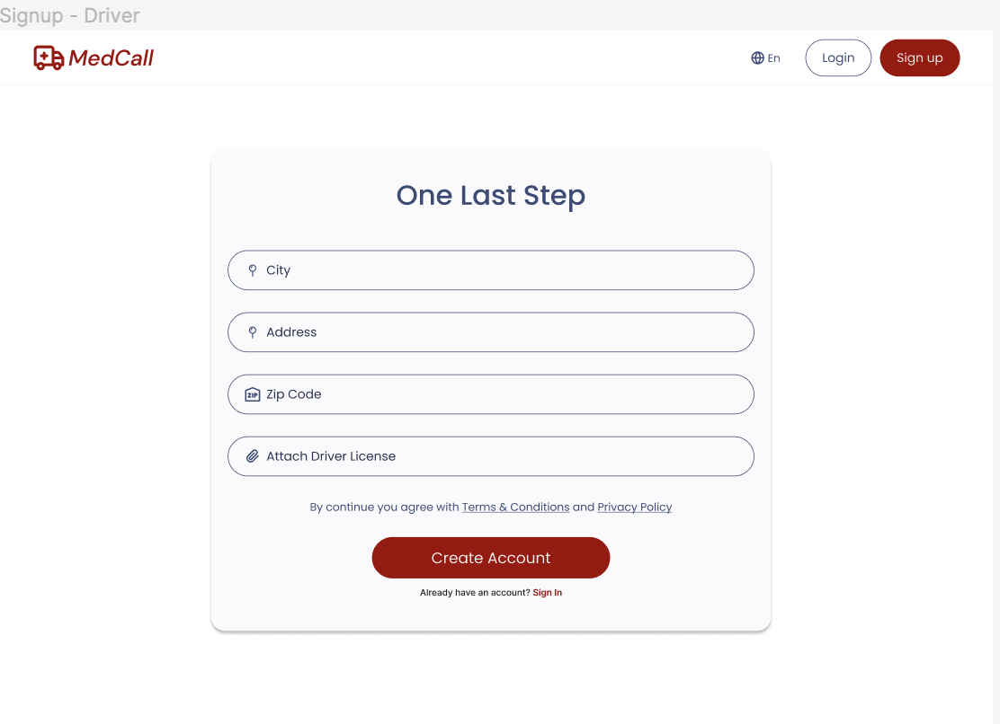 Signup - Driver
MedCall
En
Login
Sign up
One Last Step
City
Address
ZIP
Zip Code
Attach Driver License
By continue you agree with Terms & Conditions and Privacy Policy
Create Account
Already have an account? Sign In